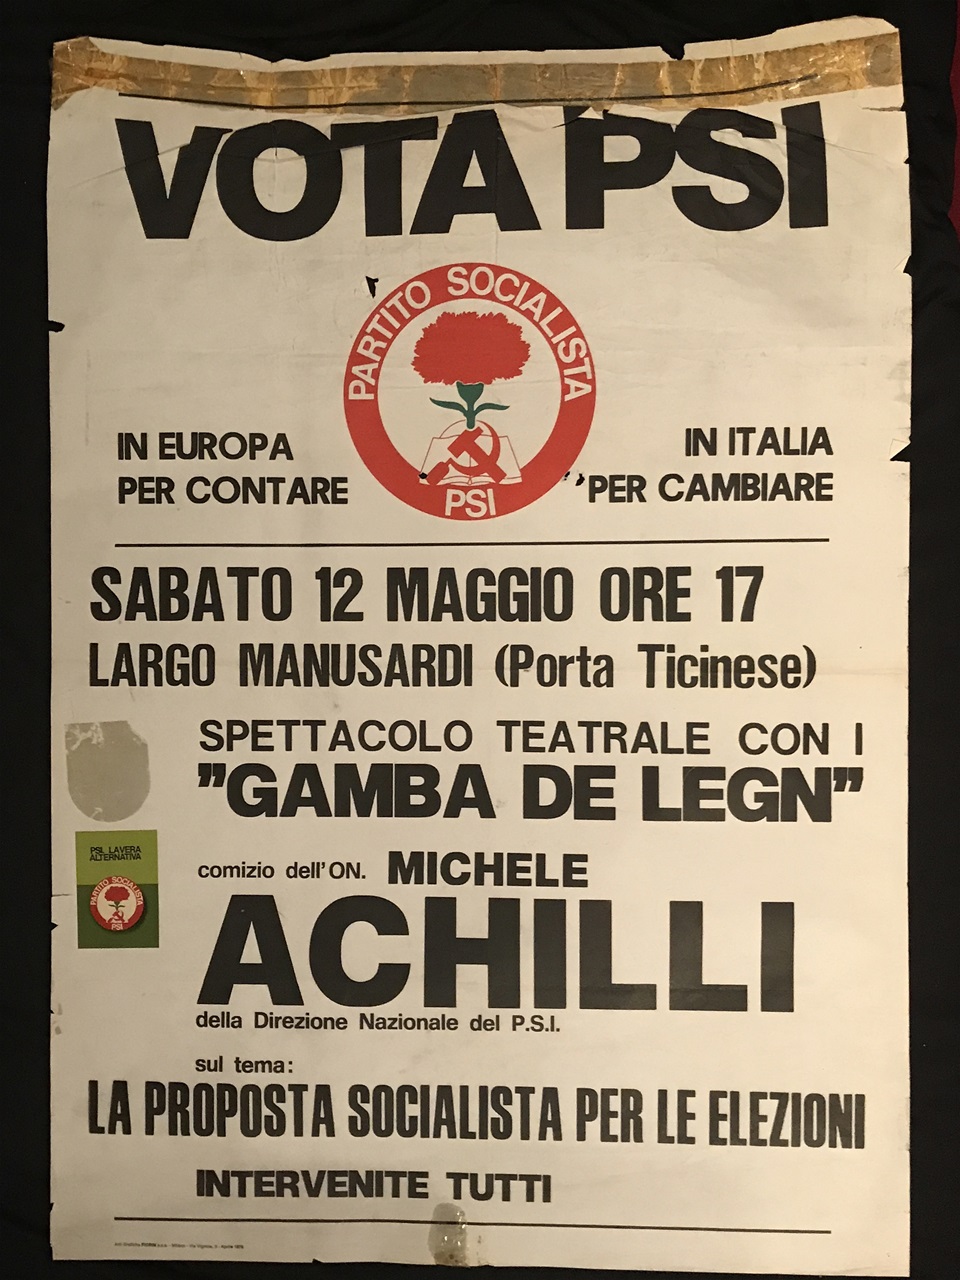 VOTA PSI
PARTITO SOCIALISTA
PSI
IN EUROPA
PER CONTARE
IN ITALIA
PER CAMBIARE
SABATO 12 MAGGIO ORE 17
LARGO MANUSARDI (Porta Ticinese)
SPETTACOLO TEATRALE CON I
"GAMBA DE LEGN"
PSI, LAVERA
ALTERNATIVA
PARTITO SOCIALISTA
PSI
comizio dell'ON. MICHELE
ACHILLI
della Direzione Nazionale del P.S.I.
sul tema:
LA PROPOSTA SOCIALISTA PER LE ELEZIONI
INTERVENITE TUTTI